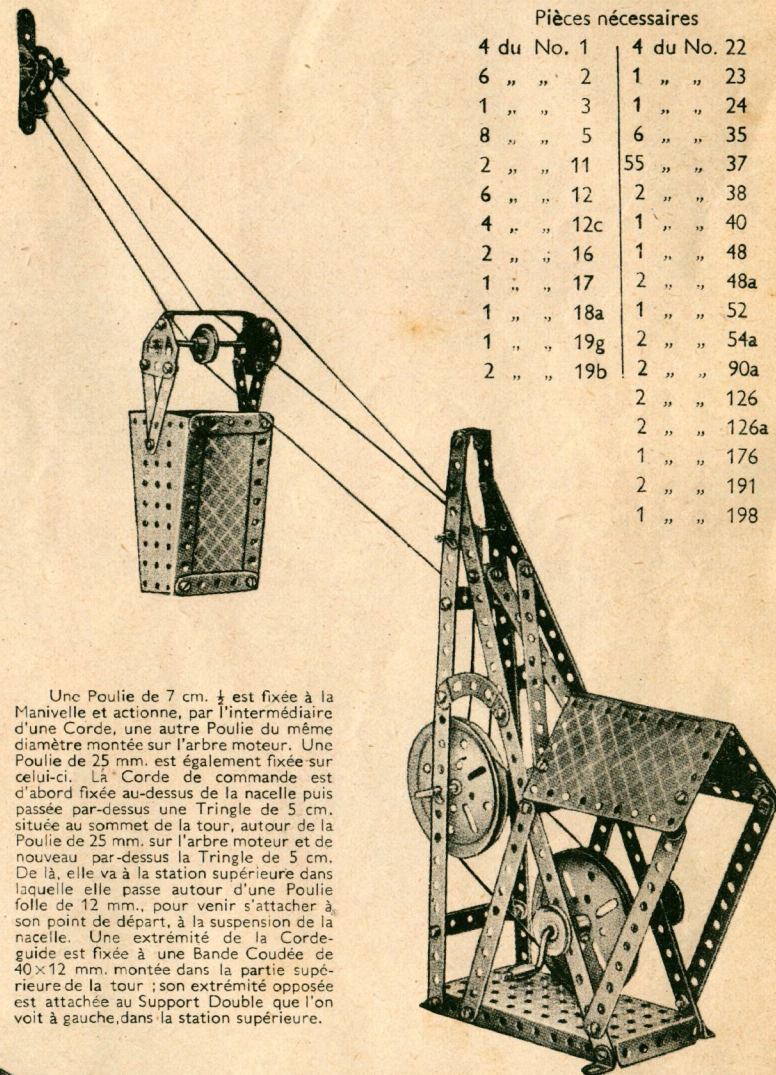 Pièces nécessaires
4 du No. 1 | 4 du No. 22
6 „ „ 2 | 1 „ „ 23
1 „ „ 3 | 1 „ „ 24
8 „ „ 5 | 6 „ „ 35
2 „ „ 11 | 55 „ „ 37
6 „ „ 12 | 2 „ „ 38
4 „ „ 12c | 1 „ „ 40
2 „ „ 16 | 1 „ „ 48
1 „ „ 17 | 2 „ „ 48a
1 „ „ 18a | 1 „ „ 52
1 „ „ 19g | 2 „ „ 54a
2 „ „ 19b | 2 „ „ 90a
2 „ „ 126
2 „ „ 126a
1 „ „ 176
2 „ „ 191
1 „ „ 198
Une Poulie de 7 cm. ½ est fixée à la
Manivelle et actionne, par l'intermédiaire
d'une Corde, une autre Poulie du même
diamètre montée sur l'arbre moteur. Une
Poulie de 25 mm. est également fixée sur
celui-ci. La Corde de commande est
d'abord fixée au-dessus de la nacelle puis
passée par-dessus une Tringle de 5 cm.
située au sommet de la tour, autour de la
Poulie de 25 mm. sur l'arbre moteur et de
nouveau par-dessus la Tringle de 5 cm.
De là, elle va à la station supérieure dans
laquelle elle passe autour d'une Poulie
folle de 12 mm., pour venir s'attacher à
son point de départ, à la suspension de la
nacelle. Une extrémité de la Corde-
guide est fixée à une Bande Coudée de
40×12 mm. montée dans la partie supé-
rieure de la tour ; son extrémité opposée
est attachée au Support Double que l'on
voit à gauche, dans la station supérieure.